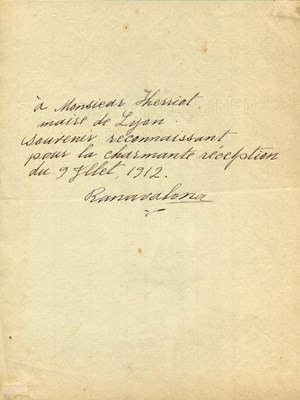 à Monsieur Herriot,
maire de Lyon.
Souvenir reconnaissant
pour la charmante réception
du 9 Jllet, 1912.
Ranavalona